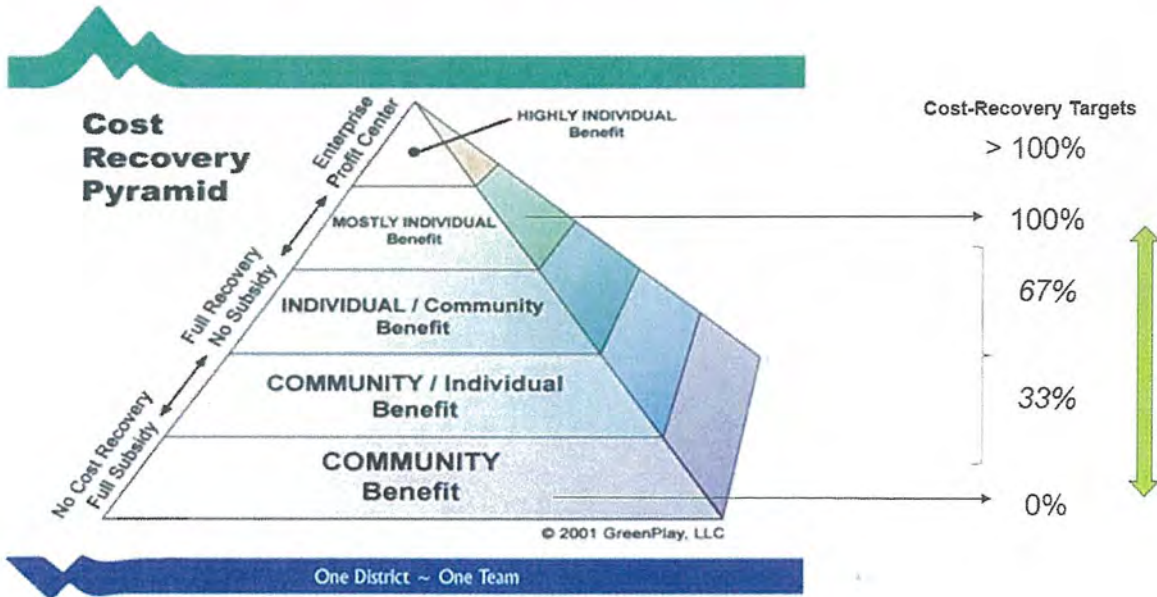 Cost
Recovery
Pyramid
Enterprise
Profit Center
HIGHLY INDIVIDUAL
Benefit
MOSTLY INDIVIDUAL
Benefit
Full Recovery
No Subsidy
INDIVIDUAL / Community
Benefit
COMMUNITY / Individual
Benefit
No Cost Recovery
Full Subsidy
COMMUNITY
Benefit
© 2001 GreenPlay, LLC
One District ~ One Team
Cost-Recovery Targets
> 100%
100%
67%
33%
0%